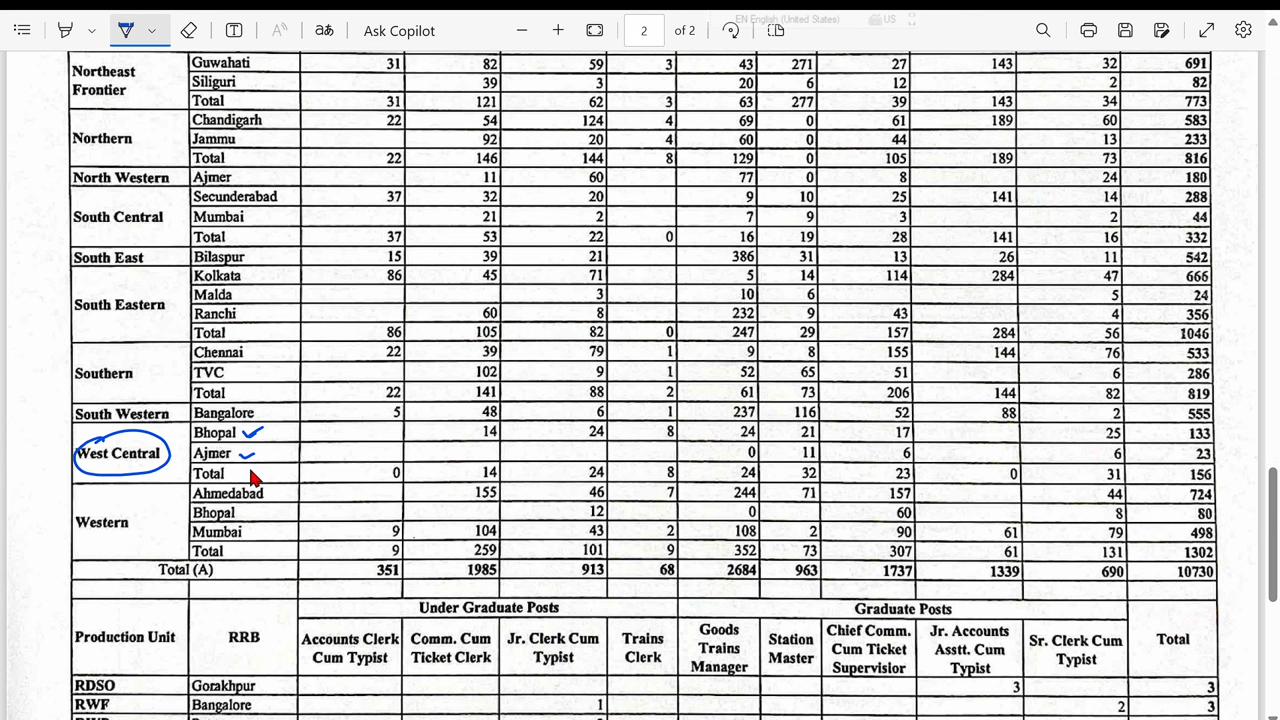 EN English (United States) US
Ask Copilot 2 of 2
Northeast Frontier Guwahati 31 82 59 3 43 271 27 143 32 691
Siliguri 39 3 20 6 12 2 82
Total 31 121 62 3 63 277 39 143 34 773
Northern Chandigarh 22 54 124 4 69 0 61 189 60 583
Jammu 92 20 4 60 0 44 13 233
Total 22 146 144 8 129 0 105 189 73 816
North Western Ajmer 11 60 77 0 8 24 180
South Central Secunderabad 37 32 20 9 10 25 141 14 288
Mumbai 21 2 7 9 3 2 44
Total 37 53 22 0 16 19 28 141 16 332
South East Bilaspur 15 39 21 386 31 13 26 11 542
South Eastern Kolkata 86 45 71 5 14 114 284 47 666
Malda 3 10 6 5 24
Ranchi 60 8 232 9 43 4 356
Total 86 105 82 0 247 29 157 284 56 1046
Southern Chennai 22 39 79 1 9 8 155 144 76 533
TVC 102 9 1 52 65 51 6 286
Total 22 141 88 2 61 73 206 144 82 819
South Western Bangalore 5 48 6 1 237 116 52 88 2 555
West Central Bhopal 14 24 8 24 21 17 25 133
Ajmer 0 11 6 6 23
Total 0 14 24 8 24 32 23 0 31 156
Western Ahmedabad 155 46 7 244 71 157 44 724
Bhopal 12 0 60 8 80
Mumbai 9 104 43 2 108 2 90 61 79 498
Total 9 259 101 9 352 73 307 61 131 1302
Total (A) 351 1985 913 68 2684 963 1737 1339 690 10730
Under Graduate Posts Graduate Posts
Production Unit RRB Accounts Clerk Cum Typist Comm. Cum Ticket Clerk Jr. Clerk Cum Typist Trains Clerk Goods Trains Manager Station Master Chief Comm. Cum Ticket Supervisior Jr. Accounts Asstt. Cum Typist Sr. Clerk Cum Typist Total
RDSO Gorakhpur 3 3
RWF Bangalore 1 2 3